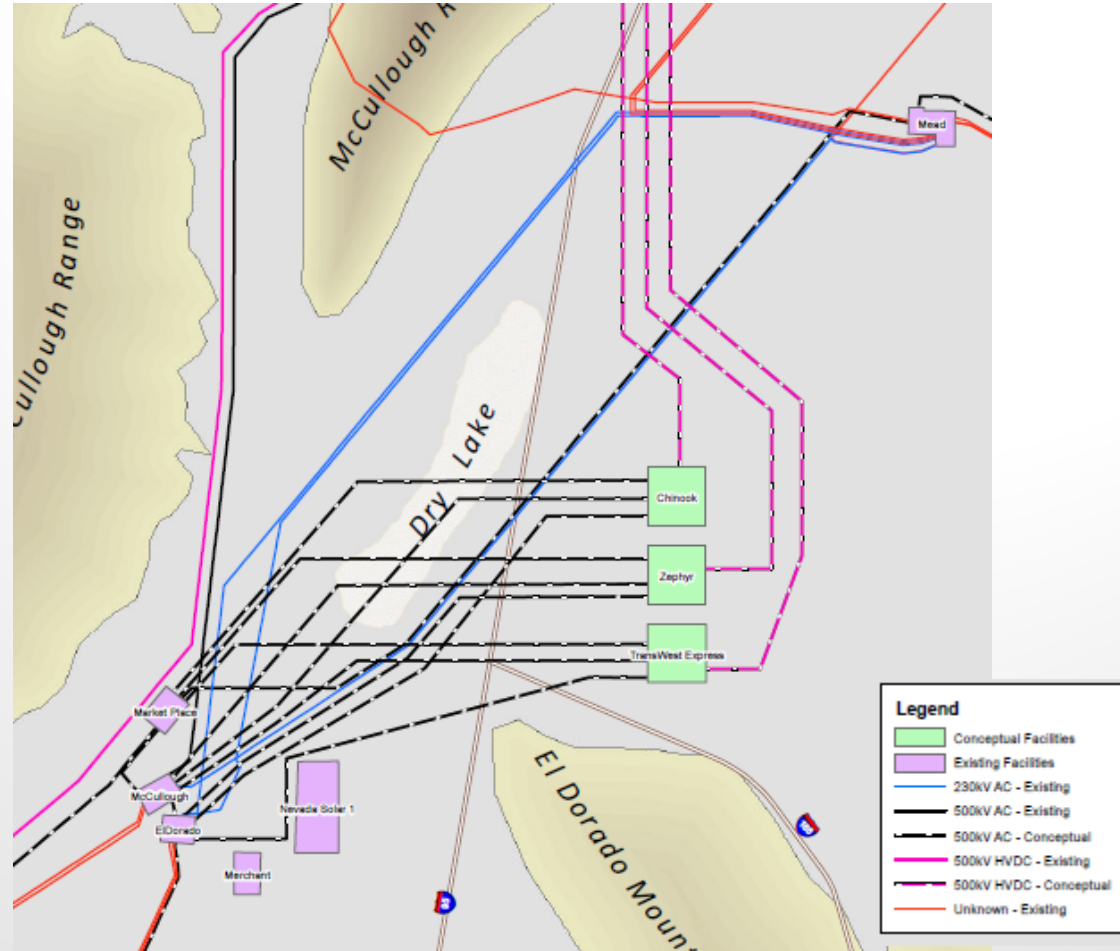 McCullough R
Cullough Range
Mead
Dry Lake
Chinook
Zephyr
TransWest Express
Market Place
McCullough
ElDorado
Nevada Solar 1
Merchant
El Dorado Mount
Legend
Conceptual Facilities
Existing Facilities
230kV AC - Existing
500kV AC - Existing
500kV AC - Conceptual
500kV HVDC - Existing
500kV HVDC - Conceptual
Unknown - Existing